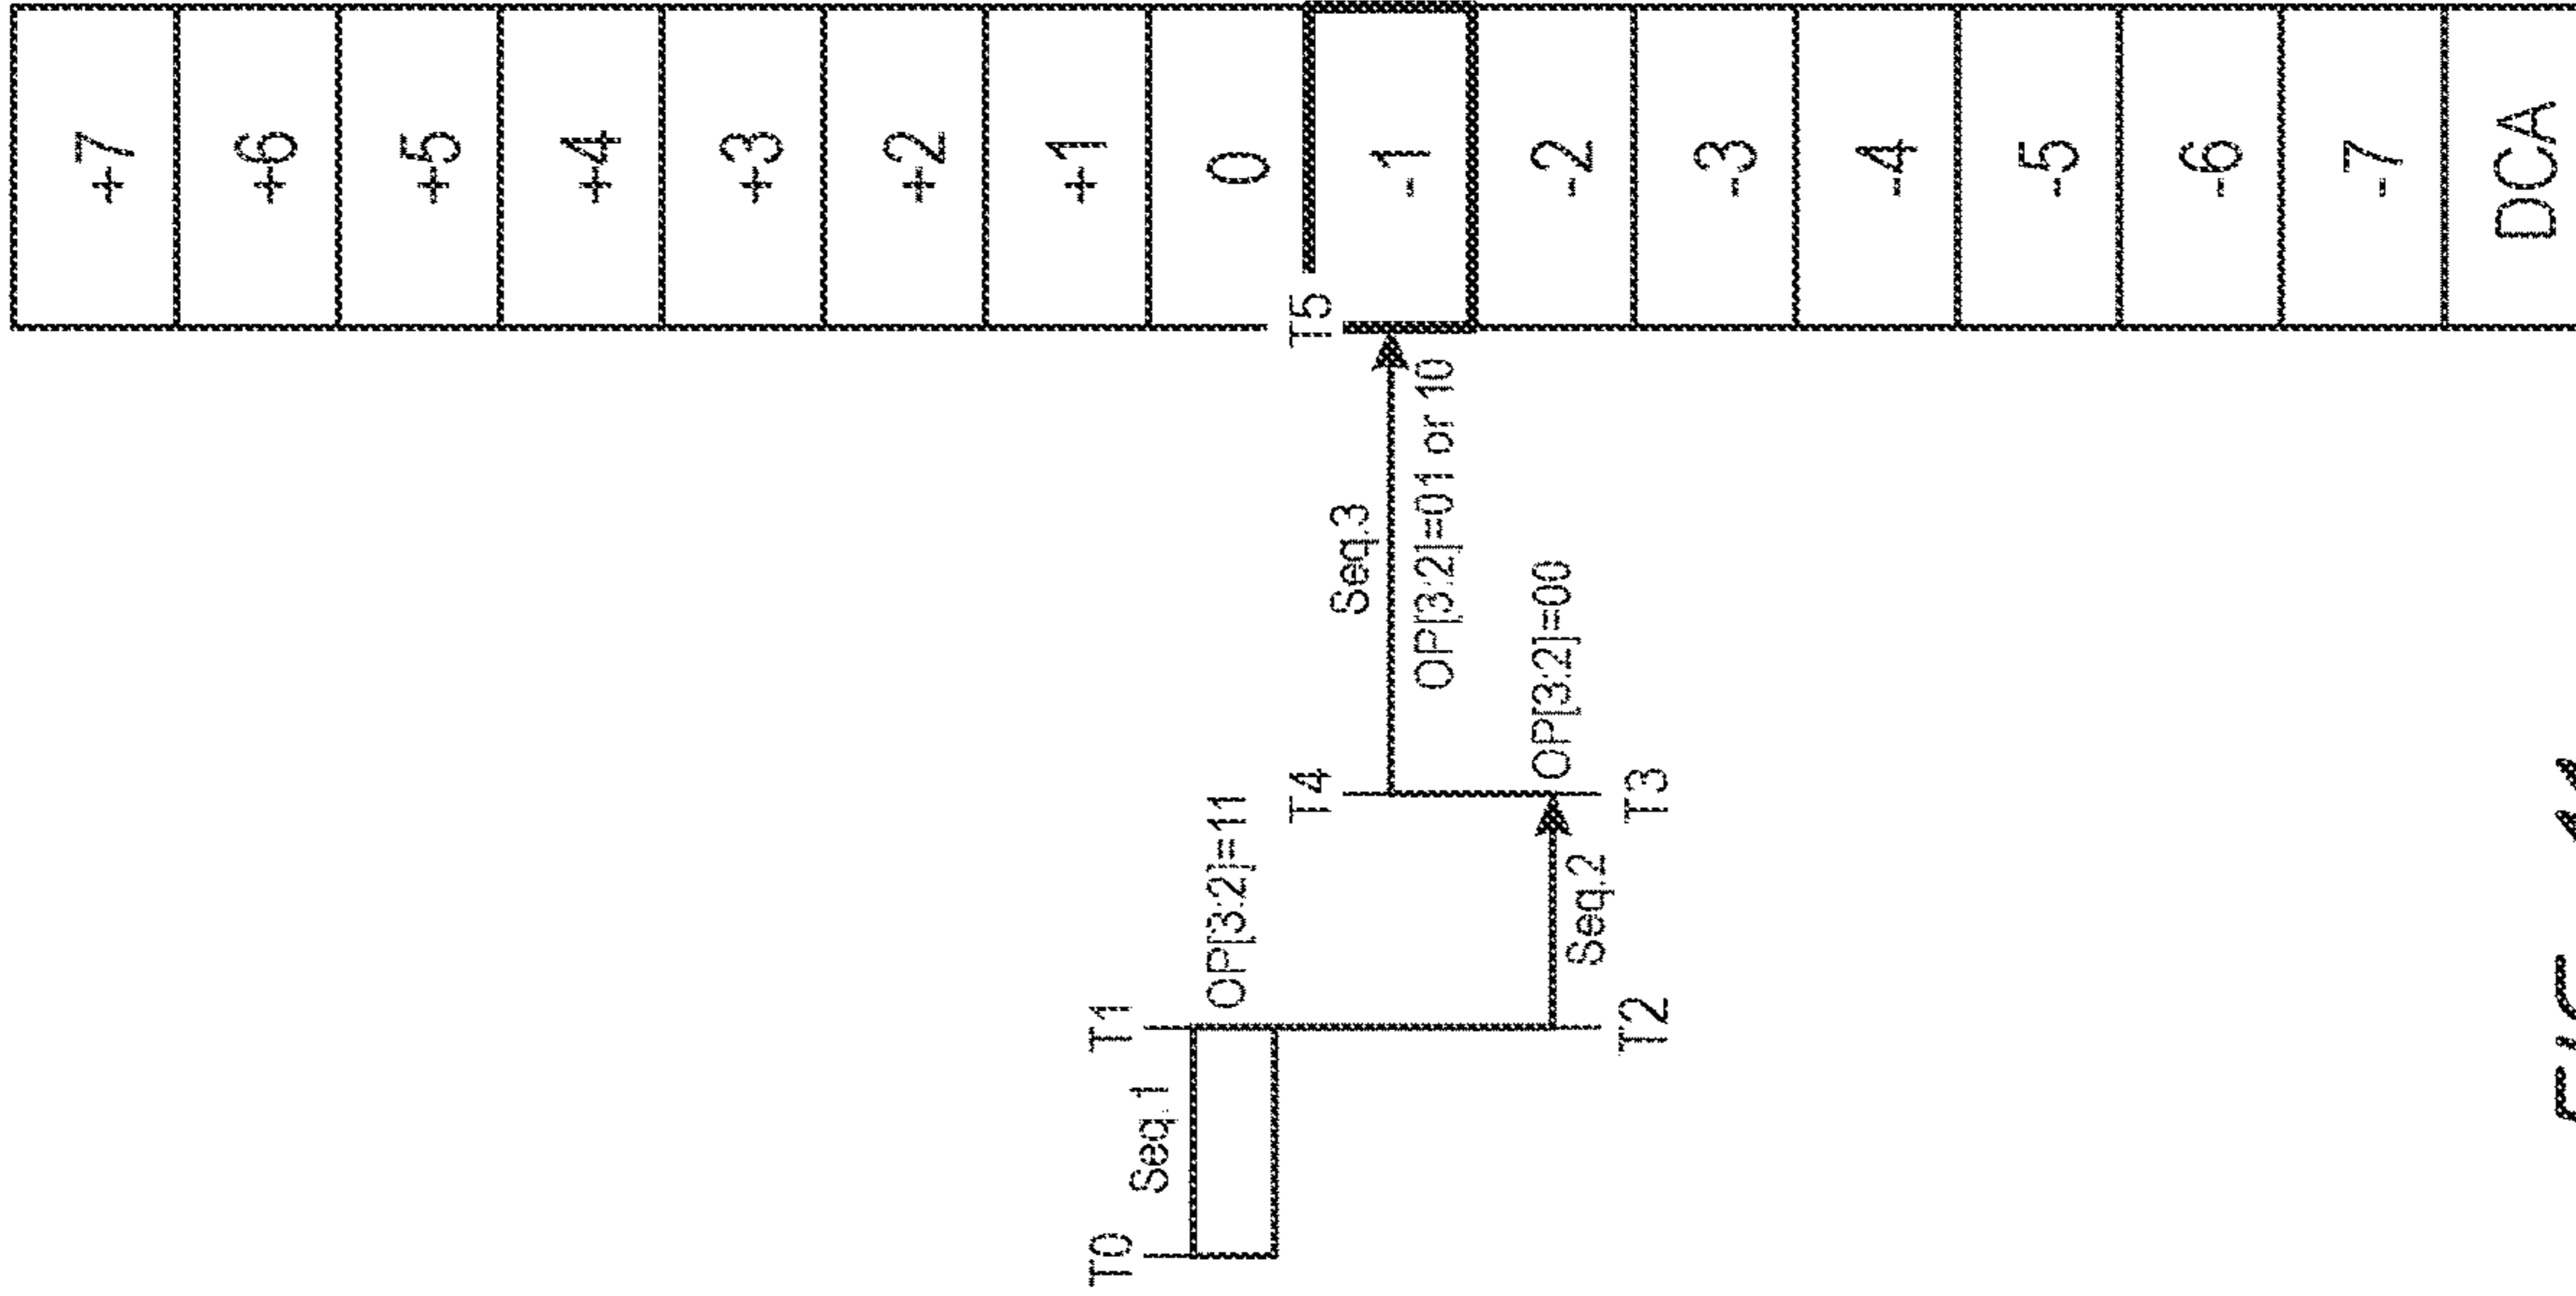 +7
+6
+5
+4
+3
+2
+1
T0
T1
Seq.1
OP[3:2]=11
0
T4
T5
Seq.3
-1
OP[3:2]=01 or 10
OP[3:2]=00
-2
Seq.2
T2
T3
-3
-4
-5
-6
-7
DCA